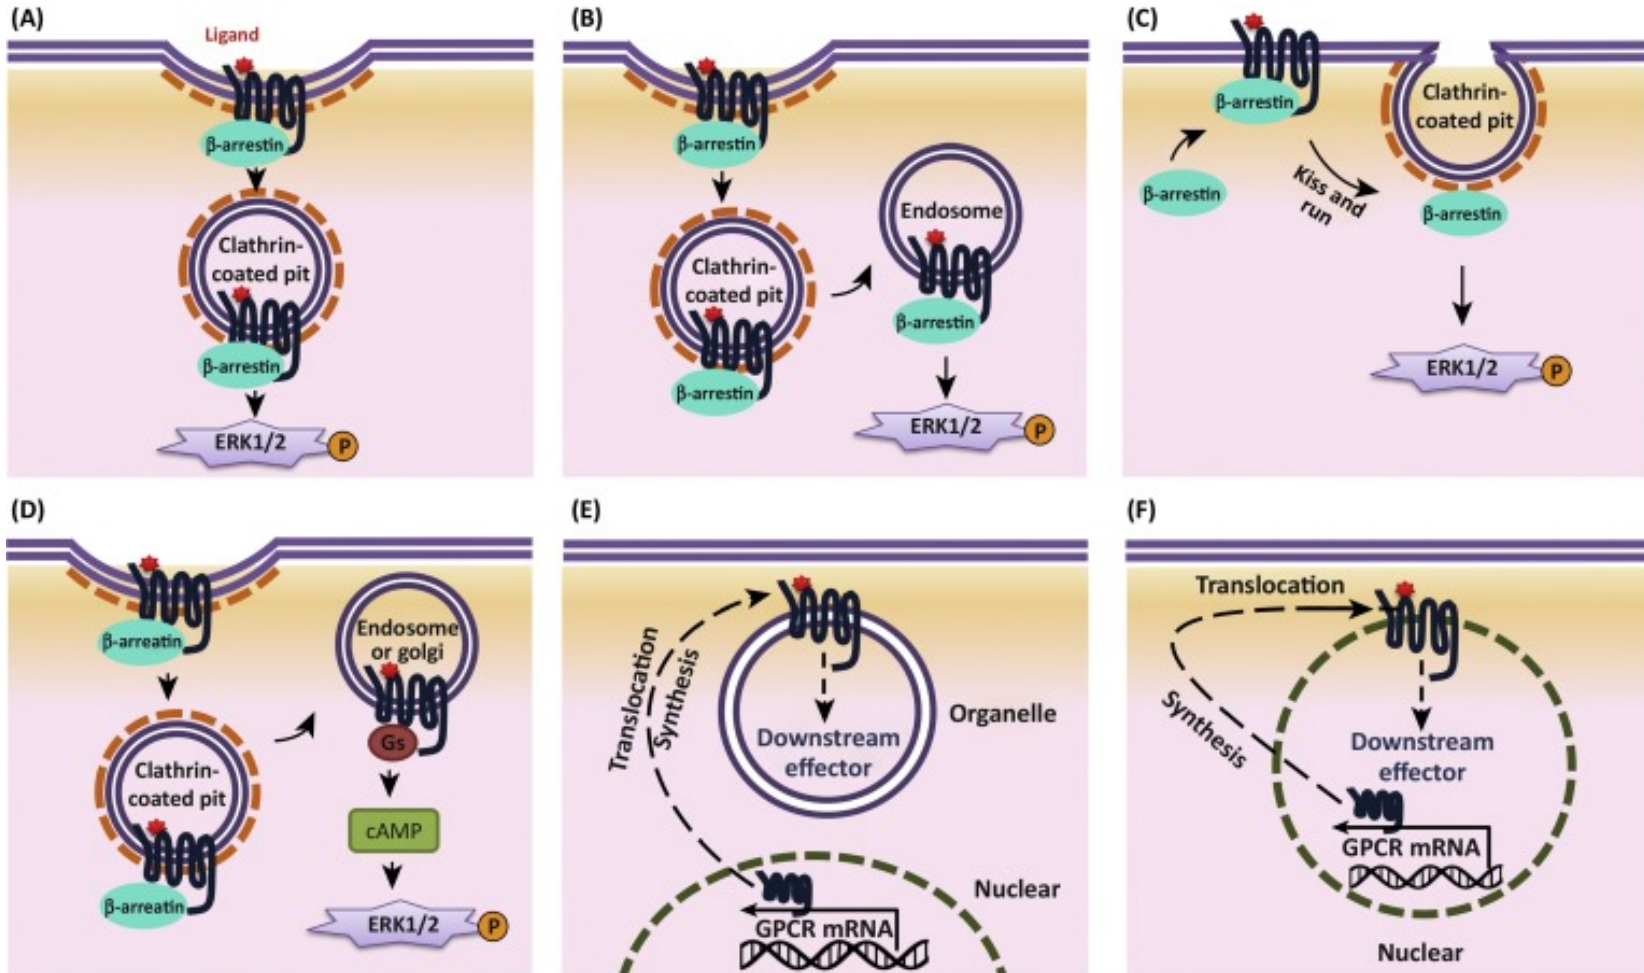 (A)
Ligand
β-arrestin
Clathrin-
coated pit
β-arrestin
ERK1/2
P
(B)
β-arrestin
Clathrin-
coated pit
β-arrestin
Endosome
β-arrestin
ERK1/2
P
(C)
β-arrestin
β-arrestin
Kiss and
run
Clathrin-
coated pit
β-arrestin
ERK1/2
P
(D)
β-arreatin
Clathrin-
coated pit
β-arreatin
Endosome
or golgi
Gs
cAMP
ERK1/2
P
(E)
Translocation
Synthesis
Organelle
Downstream
effector
Nuclear
GPCR mRNA
(F)
Translocation
Synthesis
Downstream
effector
GPCR mRNA
Nuclear